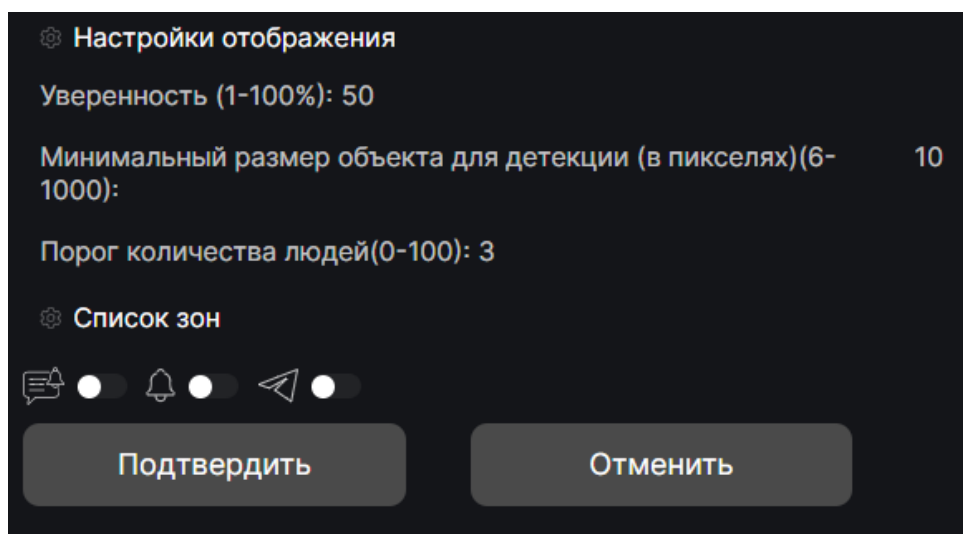 Настройки отображения
Уверенность (1-100%): 50
Минимальный размер объекта для детекции (в пикселях)(6- 10
1000):
Порог количества людей(0-100): 3
Список зон
Подтвердить Отменить